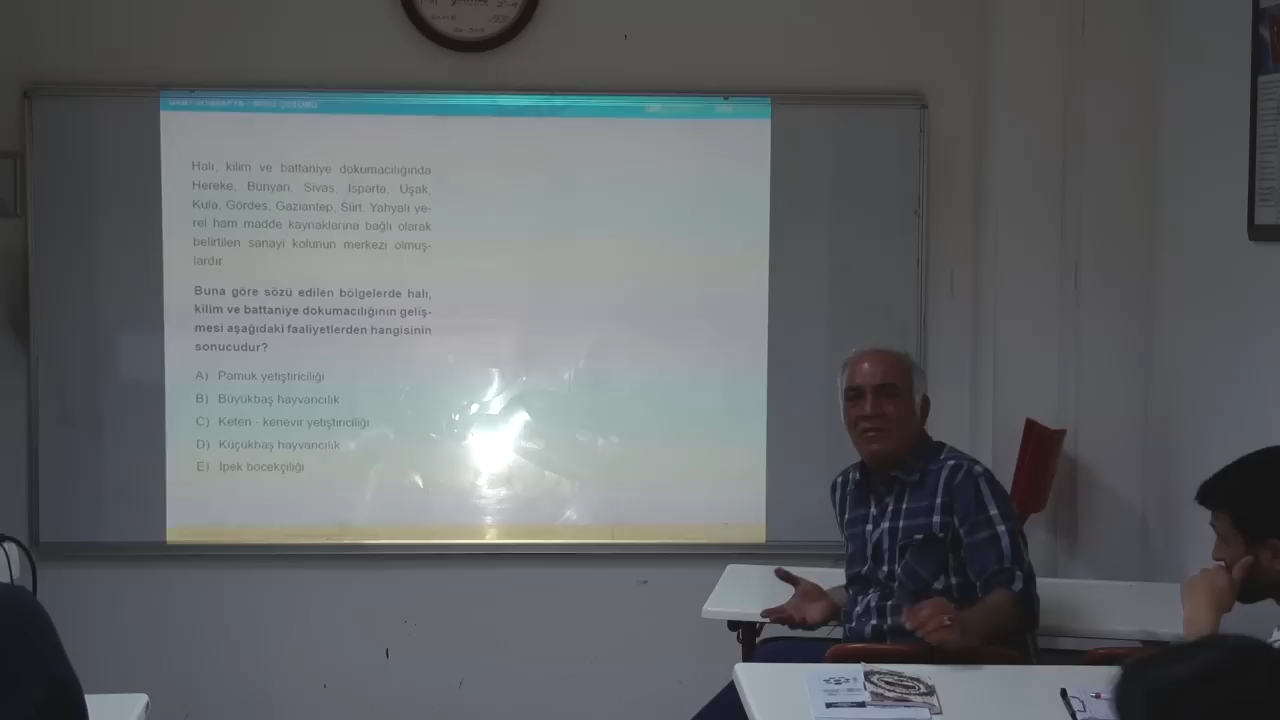 Halı, kilim ve battaniye dokumacılığında
Hereke, Bünyan, Sivas, Isparta, Uşak,
Kula, Gördes, Gaziantep, Siirt, Yahyalı ye-
rel ham madde kaynaklarına bağlı olarak
belirtilen sanayi kolunun merkezi olmuş-
lardır.
Buna göre sözü edilen bölgelerde halı,
kilim ve battaniye dokumacılığının geliş-
mesi aşağıdaki faaliyetlerden hangisinin
sonucudur?
A) Pamuk yetiştiriciliği
B) Büyükbaş hayvancılık
C) Keten - kenevir yetiştiriciliği
D) Küçükbaş hayvancılık
E) İpek böcekçiliği